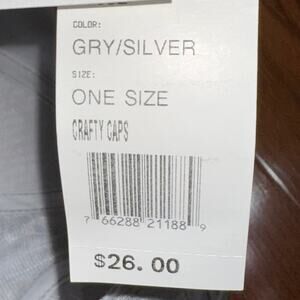 COLOR:
GRY/SILVER
SIZE:
ONE SIZE
CRAFTY CAPS
7 66288 21188 9
$26.00